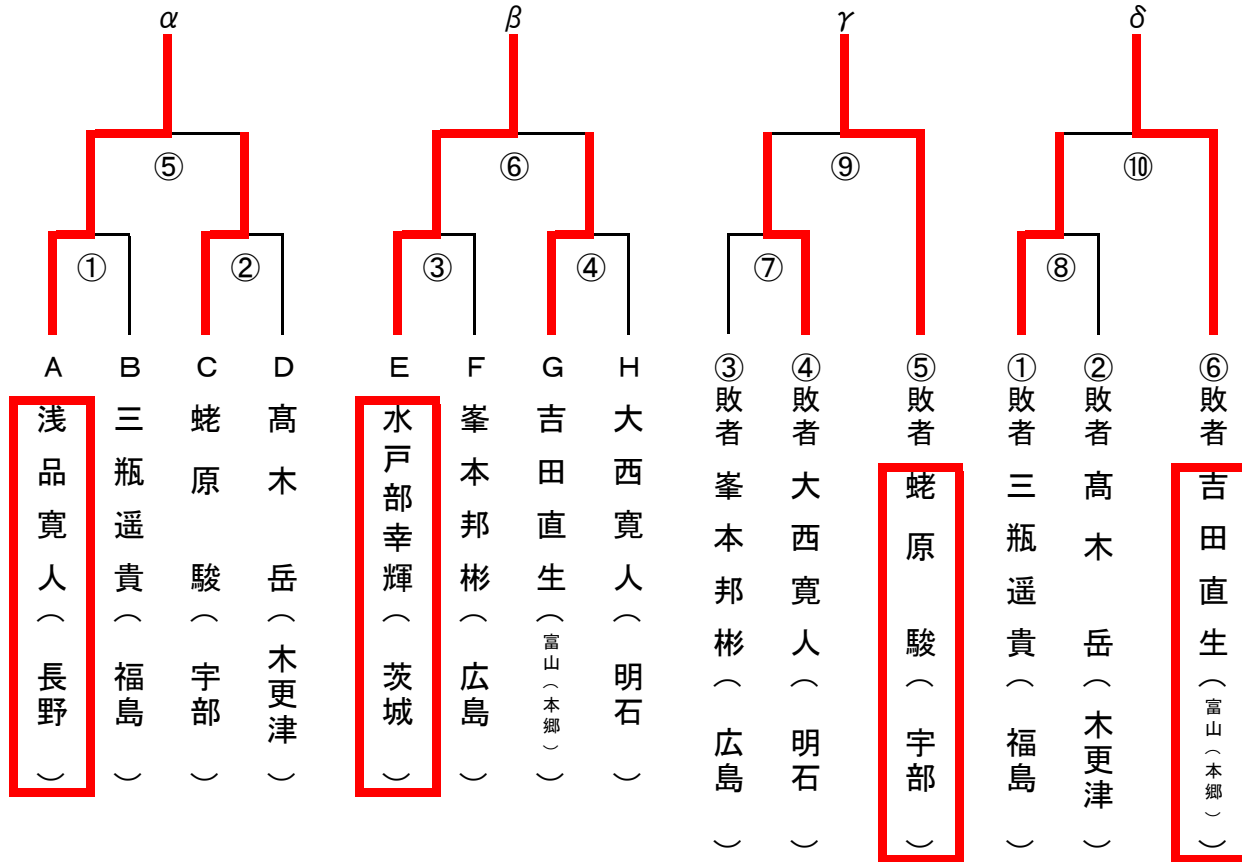 α
β
γ
δ
⑤
⑥
⑨
⑩
①
②
③
④
⑦
⑧
A
浅品寛人（長野）
B
三瓶遥貴（福島）
C
蛯原駿（宇部）
D
髙木岳（木更津）
E
水戸部幸輝（茨城）
F
峯本邦彬（広島）
G
吉田直生（富山（本郷））
H
大西寛人（明石）
③敗者
峯本邦彬（広島）
④敗者
大西寛人（明石）
⑤敗者
蛯原駿（宇部）
①敗者
三瓶遥貴（福島）
②敗者
髙木岳（木更津）
⑥敗者
吉田直生（富山（本郷））